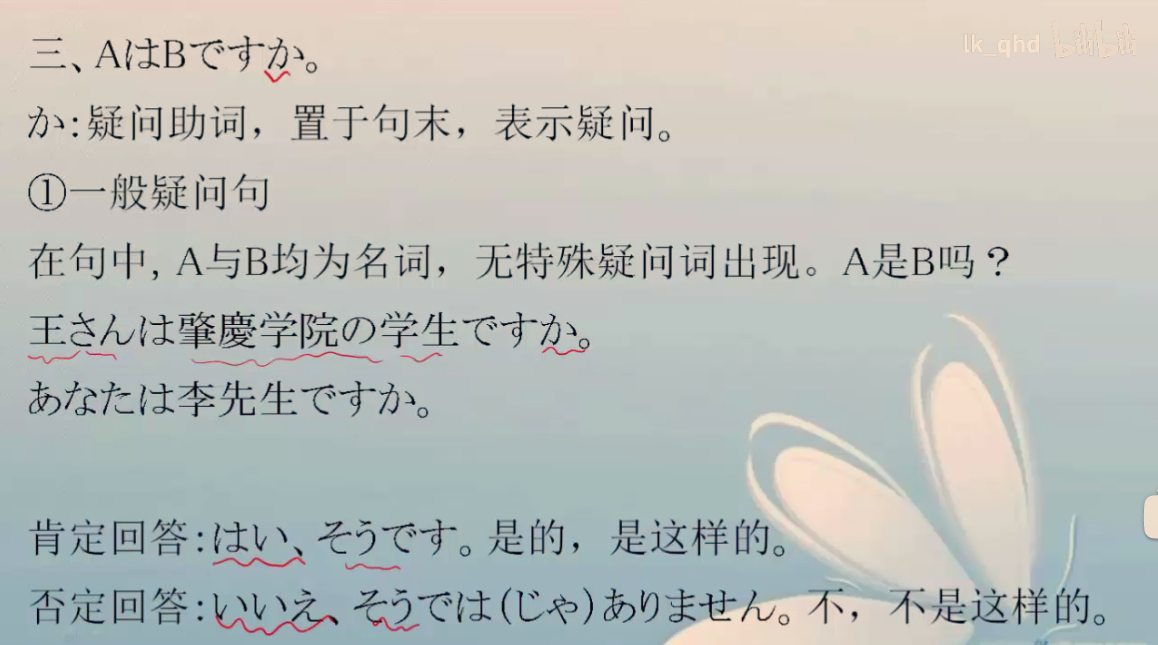 lk_qhd bilibili
三、AはBですか。
か:疑问助词，置于句末，表示疑问。
①一般疑问句
在句中, A与B均为名词，无特殊疑问词出现。A是B吗？
王さんは肇慶学院の学生ですか。
あなたは李先生ですか。
肯定回答:はい、そうです。是的，是这样的。
否定回答:いいえ、そうでは(じゃ)ありません。不，不是这样的。